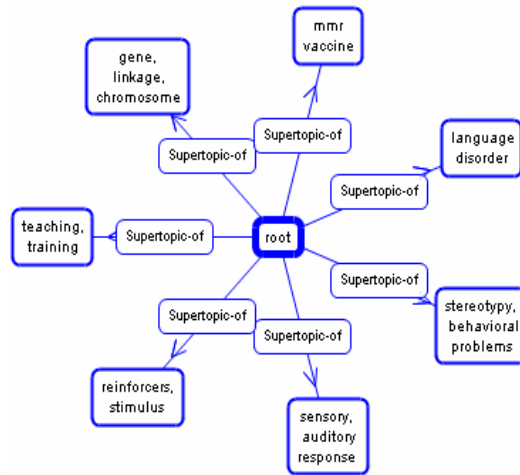 mmr
vaccine
gene,
linkage,
chromosome
Supertopic-of
Supertopic-of
language
disorder
Supertopic-of
teaching,
training
Supertopic-of
root
Supertopic-of
stereotypy,
behavioral
problems
Supertopic-of
Supertopic-of
reinforcers,
stimulus
sensory,
auditory
response